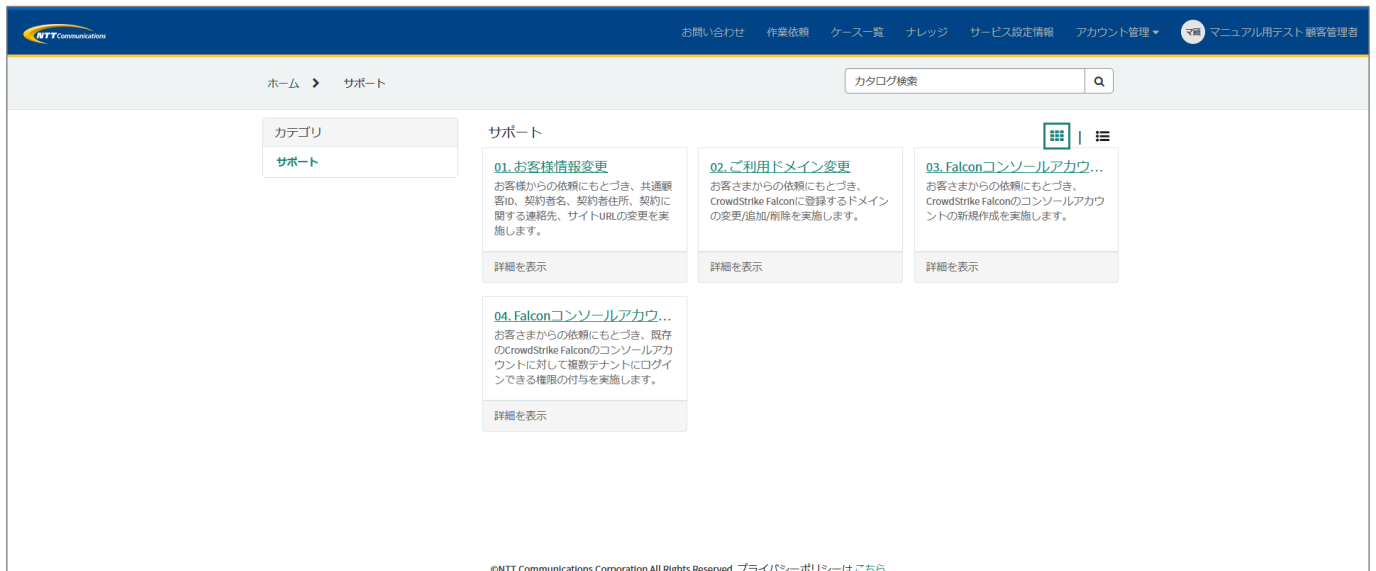 NTT Communications
お問い合わせ 作業依頼 ケース一覧 ナレッジ サービス設定情報 アカウント管理 マ顧 マニュアル用テスト 顧客管理者
ホーム サポート
カタログ検索
カテゴリ
サポート
サポート
01. お客様情報変更
お客様からの依頼にもとづき、共通顧
客ID、契約者名、契約者住所、契約に
関する連絡先、サイトURLの変更を実
施します。
詳細を表示
02. ご利用ドメイン変更
お客さまからの依頼にもとづき、
CrowdStrike Falconに登録するドメイン
の変更/追加/削除を実施します。
詳細を表示
03. Falconコンソールアカウ...
お客さまからの依頼にもとづき、
CrowdStrike Falconのコンソールアカウ
ントの新規作成を実施します。
詳細を表示
04. Falconコンソールアカウ...
お客さまからの依頼にもとづき、既存
のCrowdStrike Falconのコンソールアカ
ウントに対して複数テナントにログイ
ンできる権限の付与を実施します。
詳細を表示
©NTT Communications Corporation All Rights Reserved. プライバシーポリシーは こちら